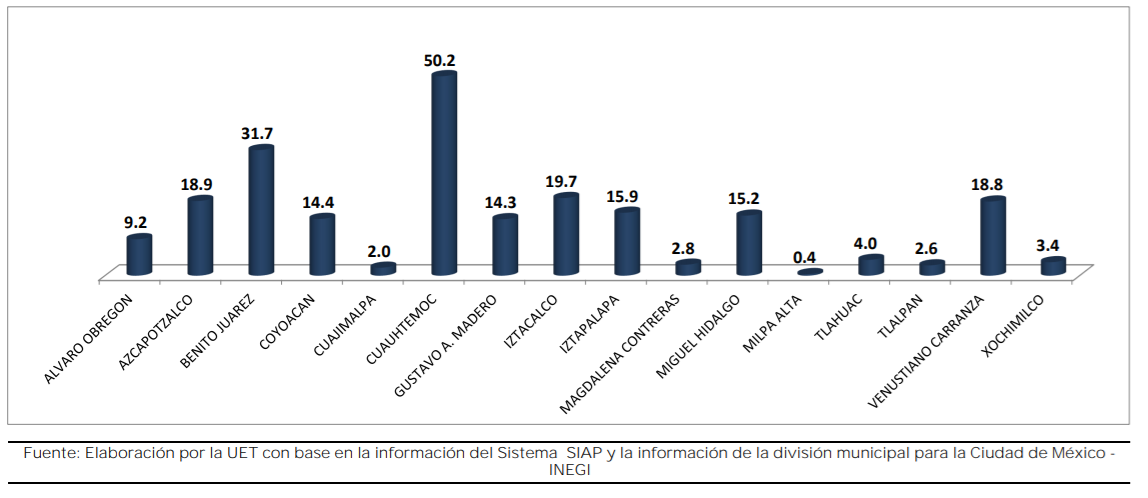 50.2
31.7
18.9
19.7
18.8
14.4
14.3
15.9
15.2
9.2
2.0
2.8
0.4
4.0
2.6
3.4
ALVARO OBREGON
AZCAPOTZALCO
BENITO JUAREZ
COYOACAN
CUAJIMALPA
CUAUHTEMOC
GUSTAVO A. MADERO
IZTACALCO
IZTAPALAPA
MAGDALENA CONTRERAS
MIGUEL HIDALGO
MILPA ALTA
TLAHUAC
TLALPAN
VENUSTIANO CARRANZA
XOCHIMILCO
Fuente: Elaboración por la UET con base en la información del Sistema SIAP y la información de la división municipal para la Ciudad de México -
INEGI